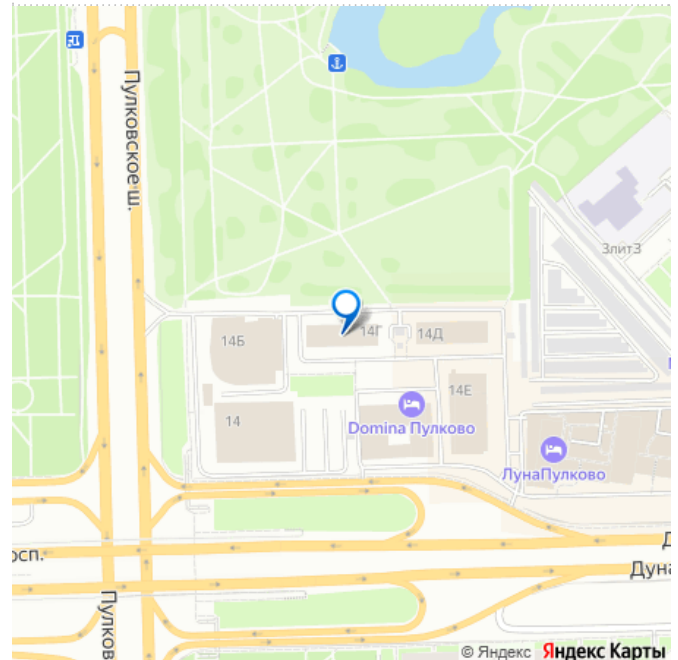 Пулковское ш.
3лит3
14Б
14Г
14Д
14
14Е
Domina Пулково
ЛунаПулково
осп.
Д
Дуна
Пулков
© Яндекс Яндекс Карты